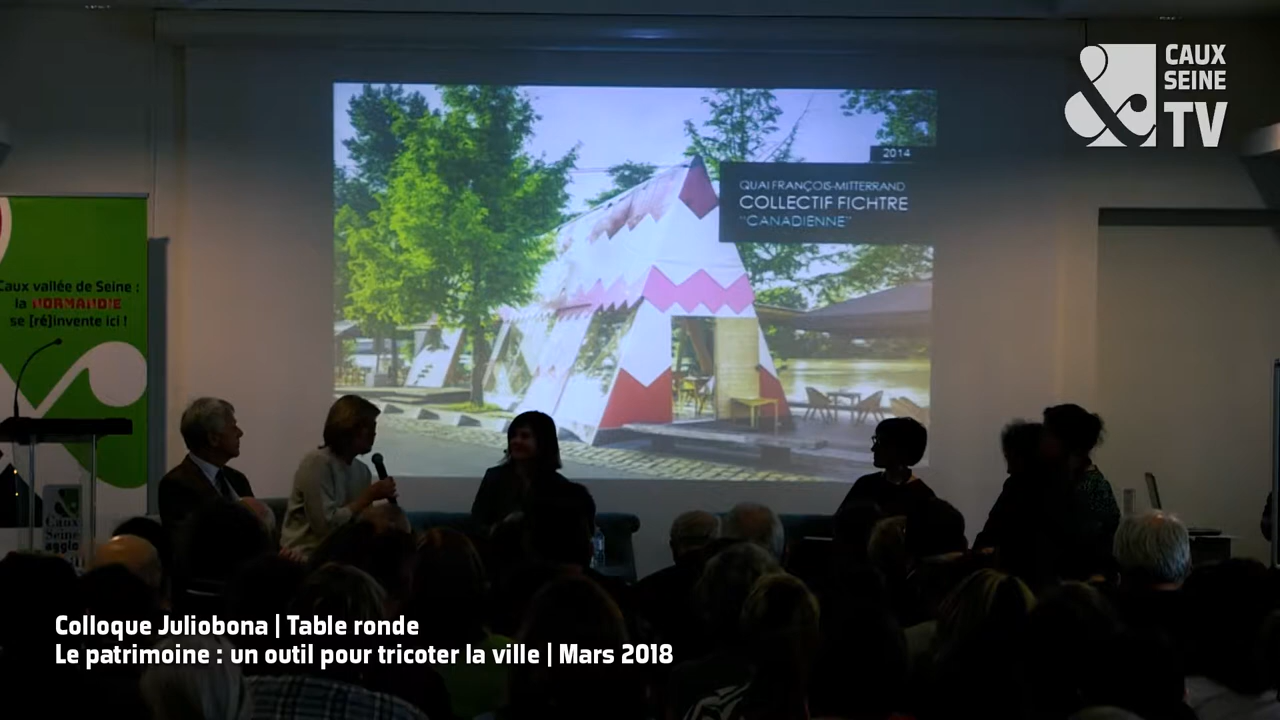 CAUX
SEINE
TV
2014
QUAI FRANÇOIS-MITTERRAND
COLLECTIF FICHTRE
"CANADIENNE"
Caux vallée de Seine :
la NORMANDIE
se [ré]invente ici !
&
Caux
Seine
agglo
Colloque Juliobona | Table ronde
Le patrimoine : un outil pour tricoter la ville | Mars 2018